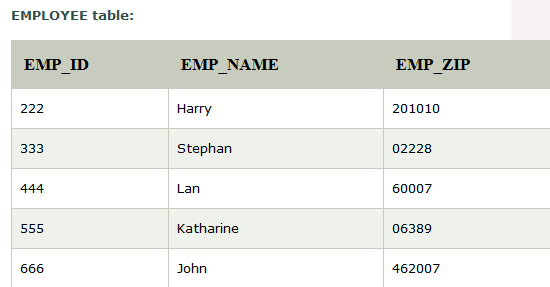 EMPLOYEE table:
EMP_ID EMP_NAME EMP_ZIP
222 Harry 201010
333 Stephan 02228
444 Lan 60007
555 Katharine 06389
666 John 462007